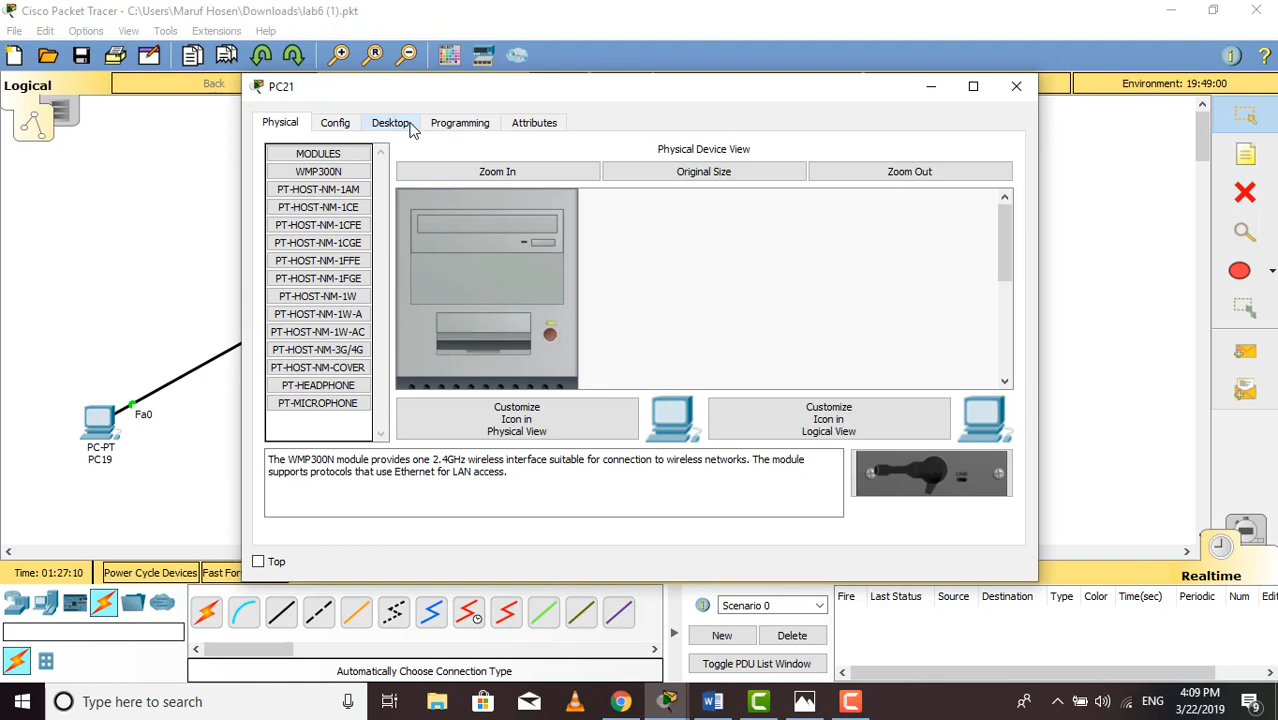 Cisco Packet Tracer - C:\Users\Maruf Hosen\Downloads\lab6 (1).pkt
File Edit Options View Tools Extensions Help
Logical
Back
Environment: 19:49:00
PC21
Physical Config Desktop Programming Attributes
MODULES
WMP300N
PT-HOST-NM-1AM
PT-HOST-NM-1CE
PT-HOST-NM-1CFE
PT-HOST-NM-1CGE
PT-HOST-NM-1FFE
PT-HOST-NM-1FGE
PT-HOST-NM-1W
PT-HOST-NM-1W-A
PT-HOST-NM-1W-AC
PT-HOST-NM-3G/4G
PT-HOST-NM-COVER
PT-HEADPHONE
PT-MICROPHONE
Physical Device View
Zoom In Original Size Zoom Out
Customize
Icon in
Physical View
Customize
Icon in
Logical View
The WMP300N module provides one 2.4GHz wireless interface suitable for connection to wireless networks. The module
supports protocols that use Ethernet for LAN access.
LINK
Top
Fa0
PC-PT
PC19
Time: 01:27:10 Power Cycle Devices Fast For
Realtime
Scenario 0
New Delete
Toggle PDU List Window
Fire Last Status Source Destination Type Color Time(sec) Periodic Num Edit
Automatically Choose Connection Type
Type here to search
ENG
4:09 PM
3/22/2019
9